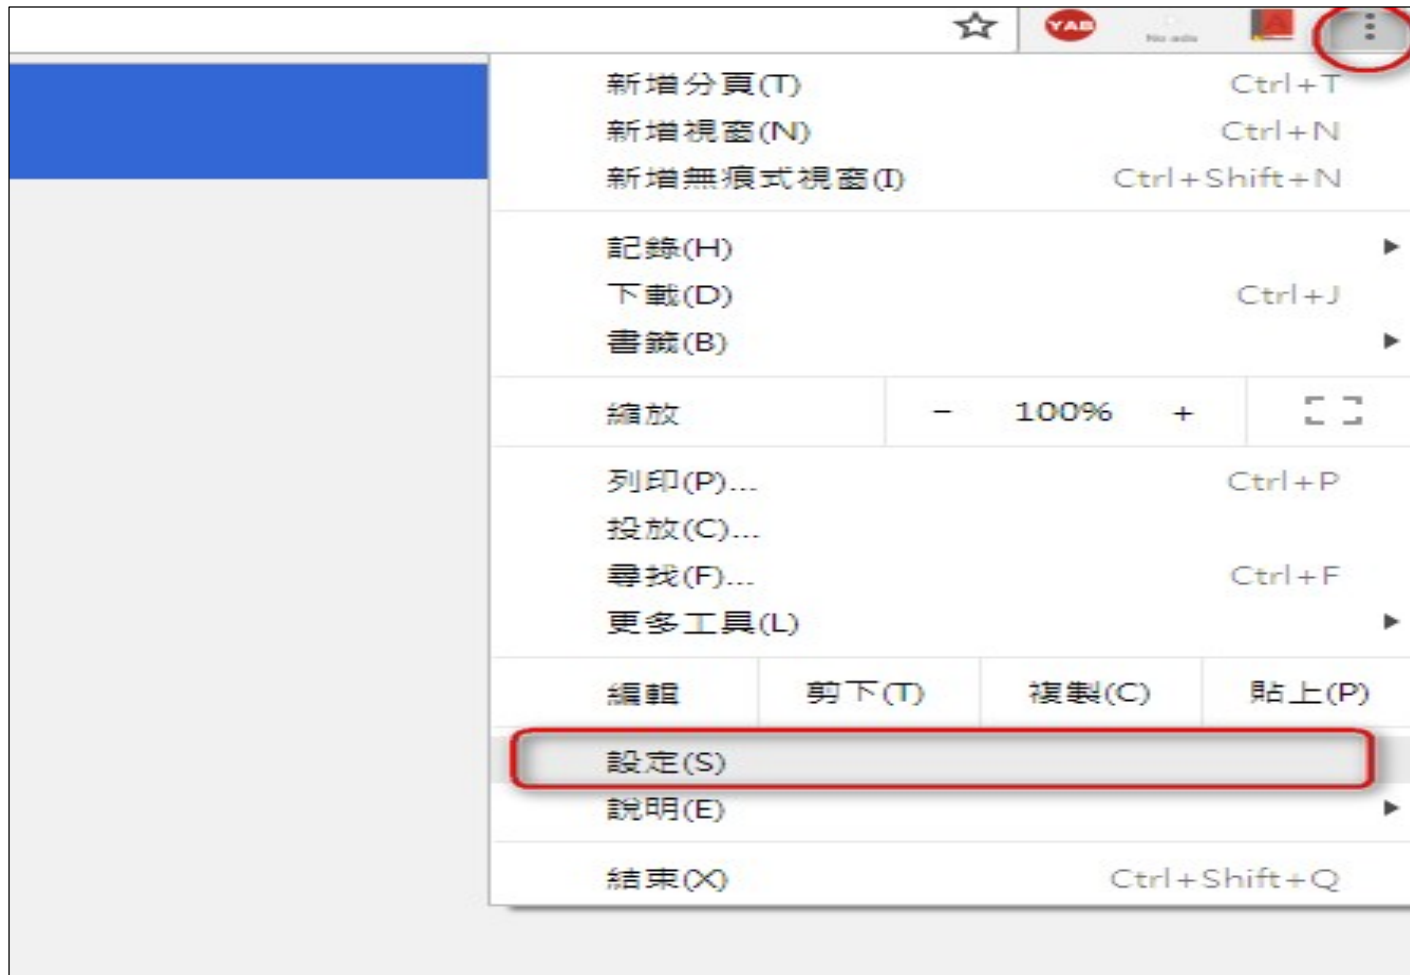 YAB
No ads
新增分頁(T) Ctrl+T
新增視窗(N) Ctrl+N
新增無痕式視窗(I) Ctrl+Shift+N
記錄(H)
下載(D) Ctrl+J
書籤(B)
縮放 - 100% +
列印(P)... Ctrl+P
投放(C)...
尋找(F)... Ctrl+F
更多工具(L)
編輯 剪下(T) 複製(C) 貼上(P)
設定(S)
說明(E)
結束(X) Ctrl+Shift+Q